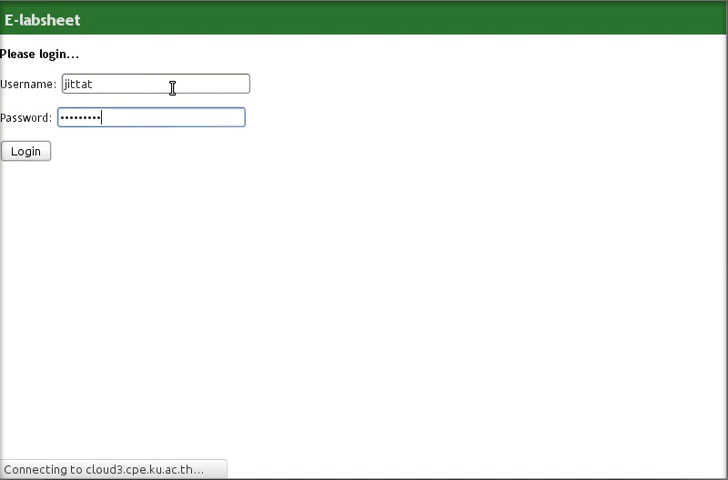 E-labsheet
Please login...
Username: jittat
Password: •••••••••
Login
Connecting to cloud3.cpe.ku.ac.th...